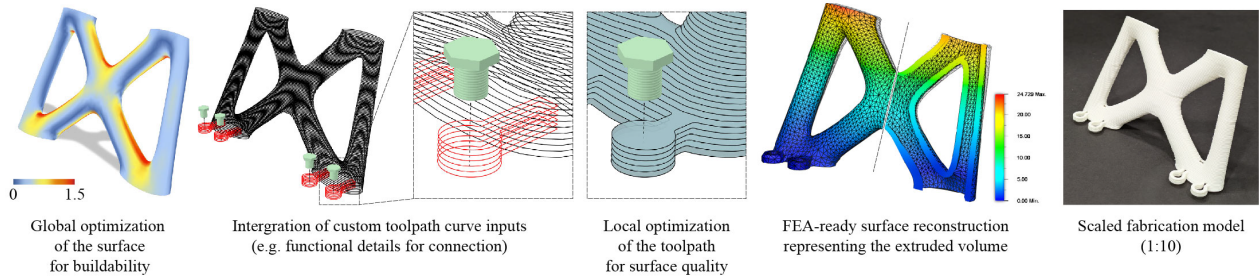 0 1.5
24.729 Max.
20.00
15.00
10.00
5.00
0.00 Min.
Global optimization
of the surface
for buildability
Intergration of custom toolpath curve inputs
(e.g. functional details for connection)
Local optimization
of the toolpath
for surface quality
FEA-ready surface reconstruction
representing the extruded volume
Scaled fabrication model
(1:10)